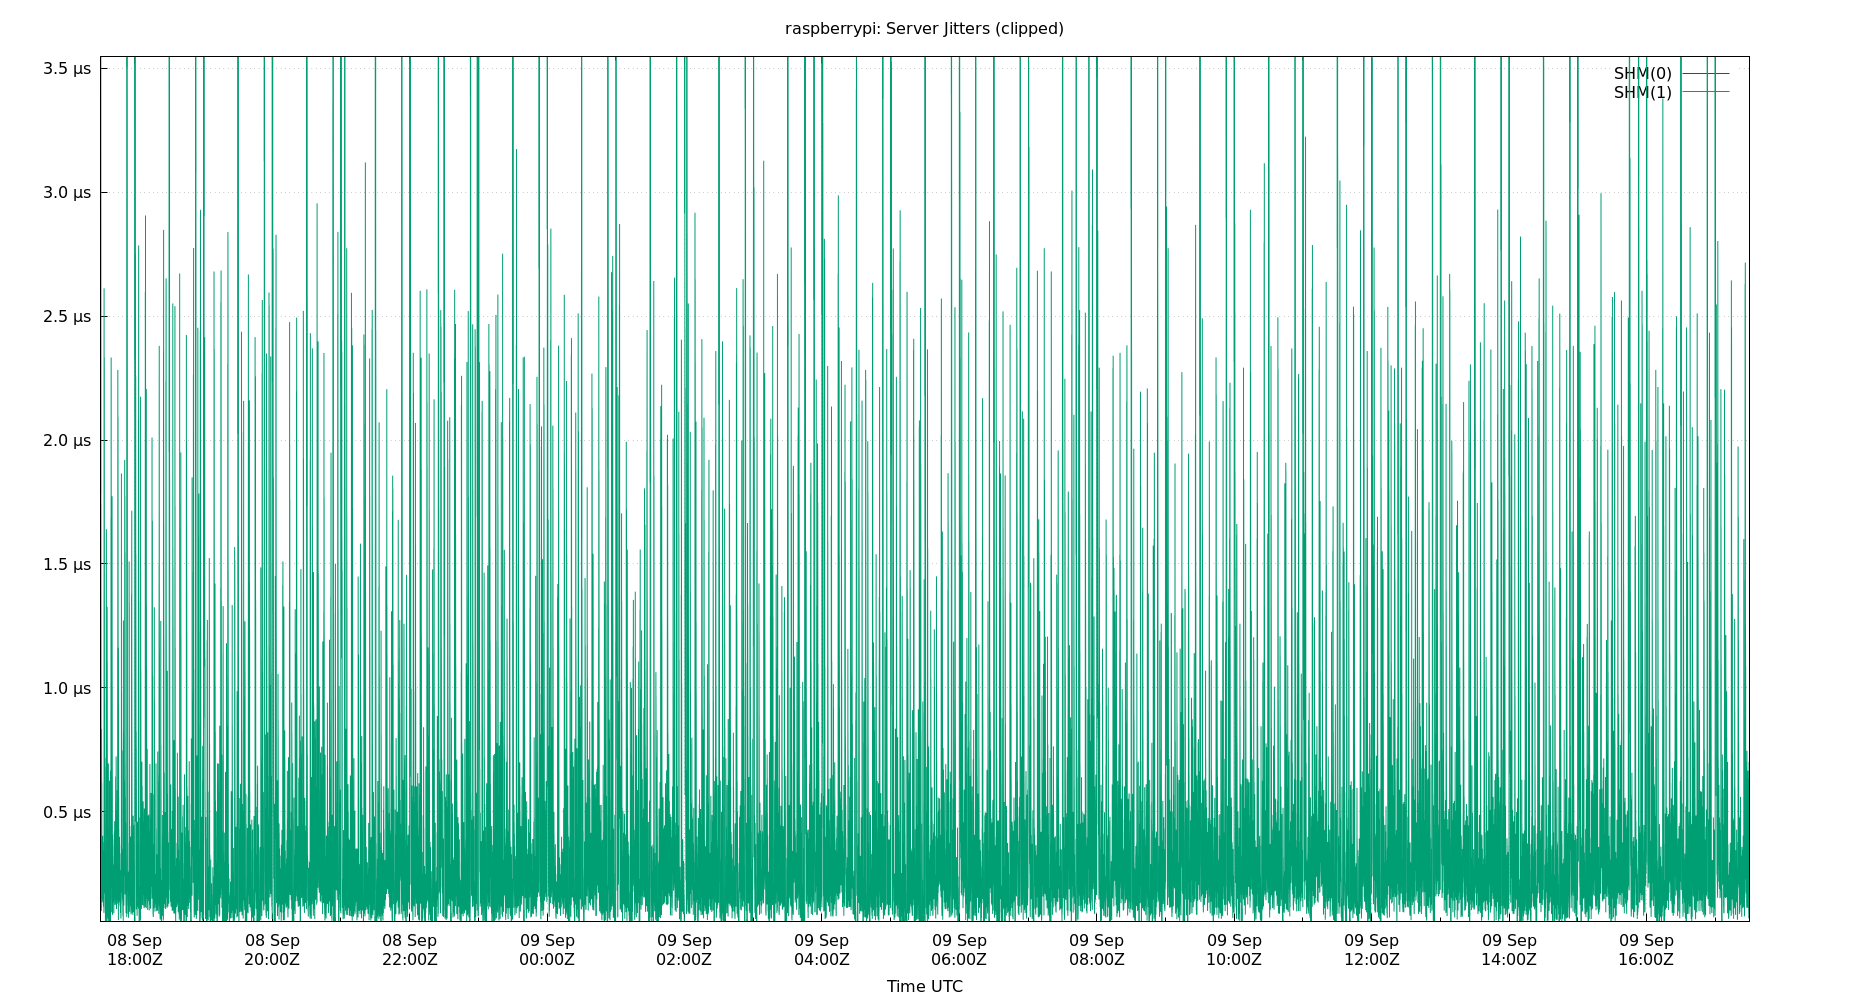 raspberrypi: Server Jitters (clipped)
3.5 µs
3.0 µs
2.5 µs
2.0 µs
1.5 µs
1.0 µs
0.5 µs
SHM(0)
SHM(1)
08 Sep 08 Sep 08 Sep 09 Sep 09 Sep 09 Sep 09 Sep 09 Sep 09 Sep 09 Sep 09 Sep 09 Sep
18:00Z 20:00Z 22:00Z 00:00Z 02:00Z 04:00Z 06:00Z 08:00Z 10:00Z 12:00Z 14:00Z 16:00Z
Time UTC